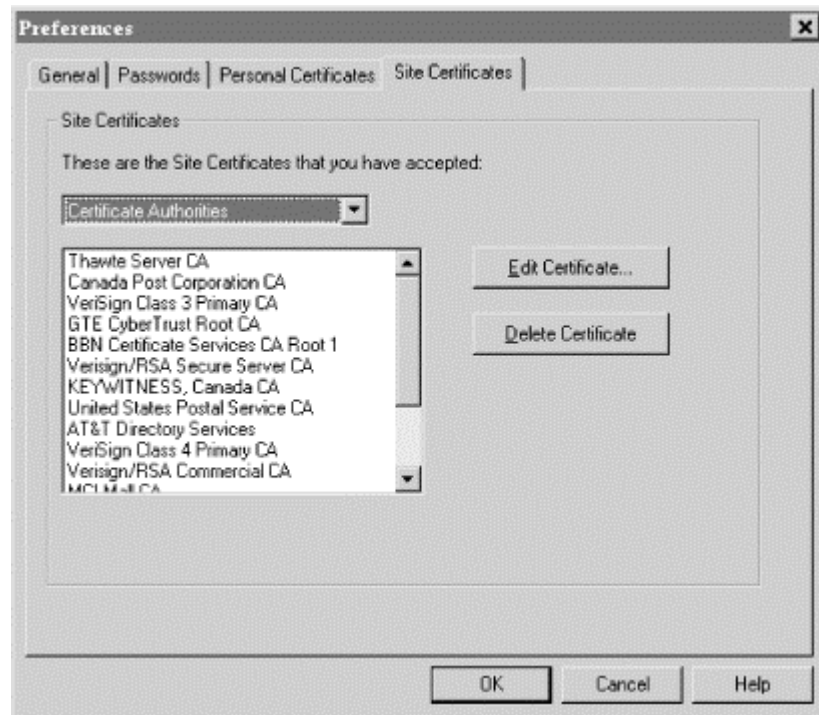 Preferences
General Passwords Personal Certificates Site Certificates
Site Certificates
These are the Site Certificates that you have accepted:
Certificate Authorities
Thawte Server CA
Canada Post Corporation CA
VeriSign Class 3 Primary CA
GTE CyberTrust Root CA
BBN Certificate Services CA Root 1
Verisign/RSA Secure Server CA
KEYWITNESS, Canada CA
United States Postal Service CA
AT&T Directory Services
VeriSign Class 4 Primary CA
Verisign/RSA Commercial CA
MCI Mall CA
Edit Certificate...
Delete Certificate
OK Cancel Help